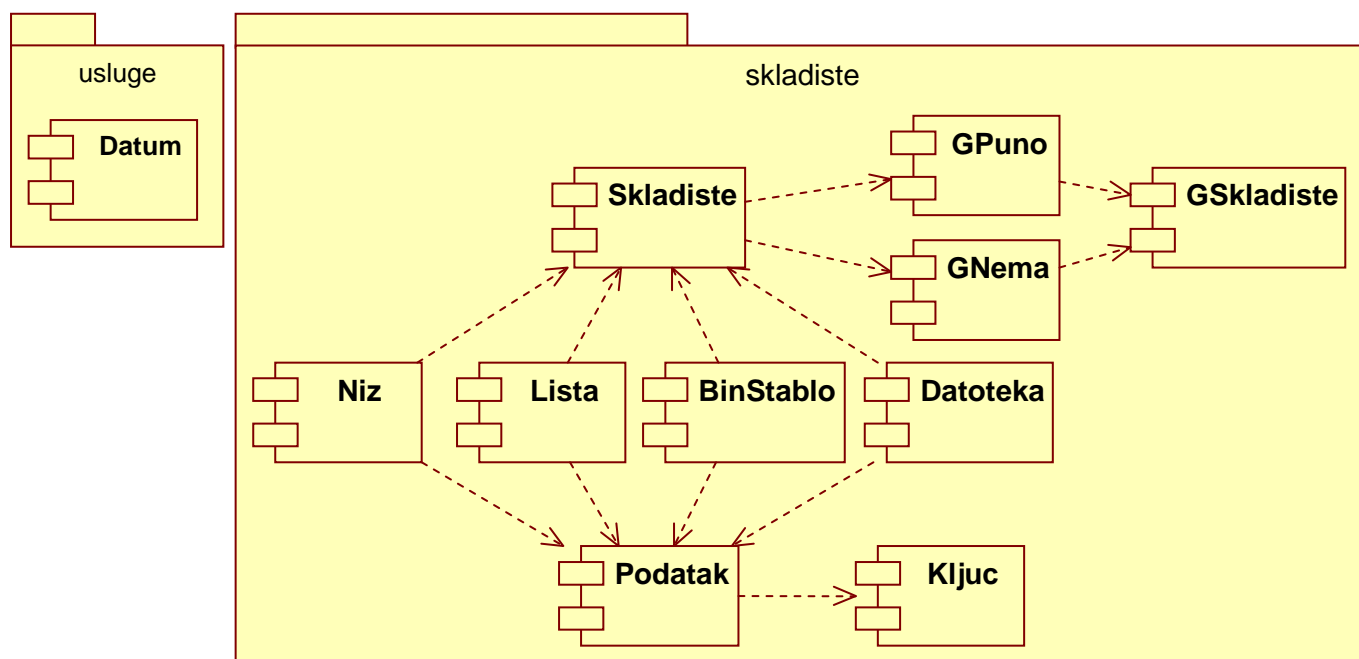 usluge
Datum
skladiste
GPuno
Skladiste
GSkladiste
GNema
Niz
Lista
BinStablo
Datoteka
Podatak
Kljuc